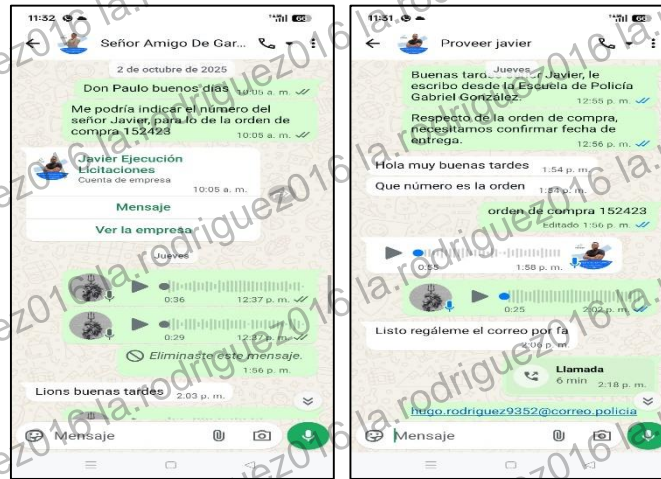 11:32
Señor Amigo De Gar...
2 de octubre de 2025
Don Paulo buenos días 10:05 a. m.
Me podría indicar el número del
señor Javier, para lo de la orden de
compra 152423
10:05 a. m.
Javier Ejecución
Licitaciones
Cuenta de empresa
10:05 a. m.
Mensaje
Ver la empresa
Jueves
0:36 12:37 p. m.
0:29 12:37 p. m.
Eliminaste este mensaje.
1:56 p. m.
Lions buenas tardes 2:03 p. m.
Mensaje
11:31
Proveer javier
Jueves
Buenas tardes señor Javier, le
escribo desde la Escuela de Policía
Gabriel González.
12:55 p. m.
Respecto de la orden de compra,
necesitamos confirmar fecha de
entrega.
12:56 p. m.
Hola muy buenas tardes 1:54 p. m.
Que número es la orden 1:54 p. m.
orden de compra 152423
Editado 1:56 p. m.
0:55 1:58 p. m.
0:25 2:02 p. m.
Listo regáleme el correo por fa
2:06 p. m.
Llamada
6 min 2:18 p. m.
hugo.rodriguez9352@correo.policia
Mensaje
la.rodriguez016